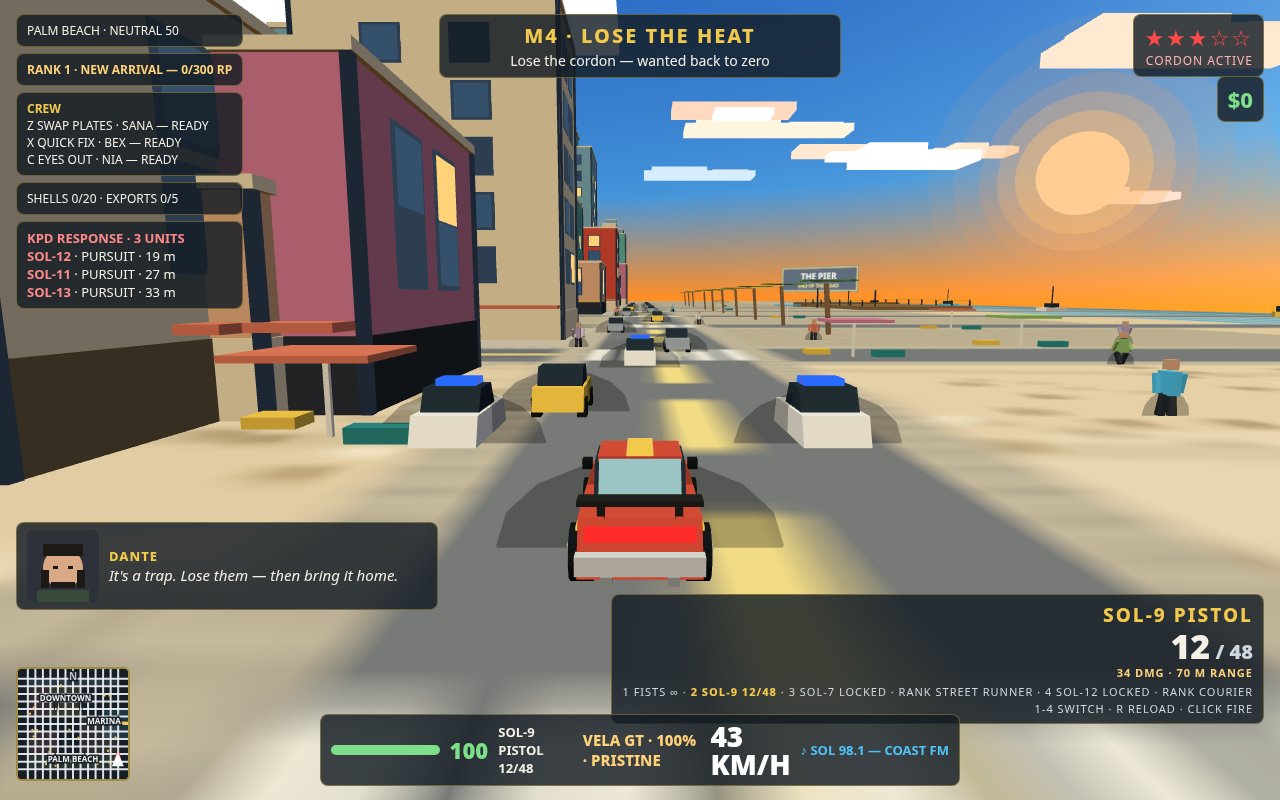 PALM BEACH · NEUTRAL 50
RANK 1 · NEW ARRIVAL — 0/300 RP
CREW
Z SWAP PLATES · SANA — READY
X QUICK FIX · BEX — READY
C EYES OUT · NIA — READY
SHELLS 0/20 · EXPORTS 0/5
KPD RESPONSE · 3 UNITS
SOL-12 · PURSUIT · 19 m
SOL-11 · PURSUIT · 27 m
SOL-13 · PURSUIT · 33 m
M4 · LOSE THE HEAT
Lose the cordon — wanted back to zero
★★★☆☆
CORDON ACTIVE
$0
THE PIER
END OF THE ROAD
DANTE
It's a trap. Lose them — then bring it home.
SOL-9 PISTOL
12 / 48
34 DMG · 70 M RANGE
1 FISTS ∞ · 2 SOL-9 12/48 · 3 SOL-7 LOCKED · RANK STREET RUNNER · 4 SOL-12 LOCKED · RANK COURIER
1-4 SWITCH · R RELOAD · CLICK FIRE
N
DOWNTOWN
MARINA
PALM BEACH
100
SOL-9
PISTOL
12/48
VELA GT · 100%
· PRISTINE
43
KM/H
♪ SOL 98.1 — COAST FM